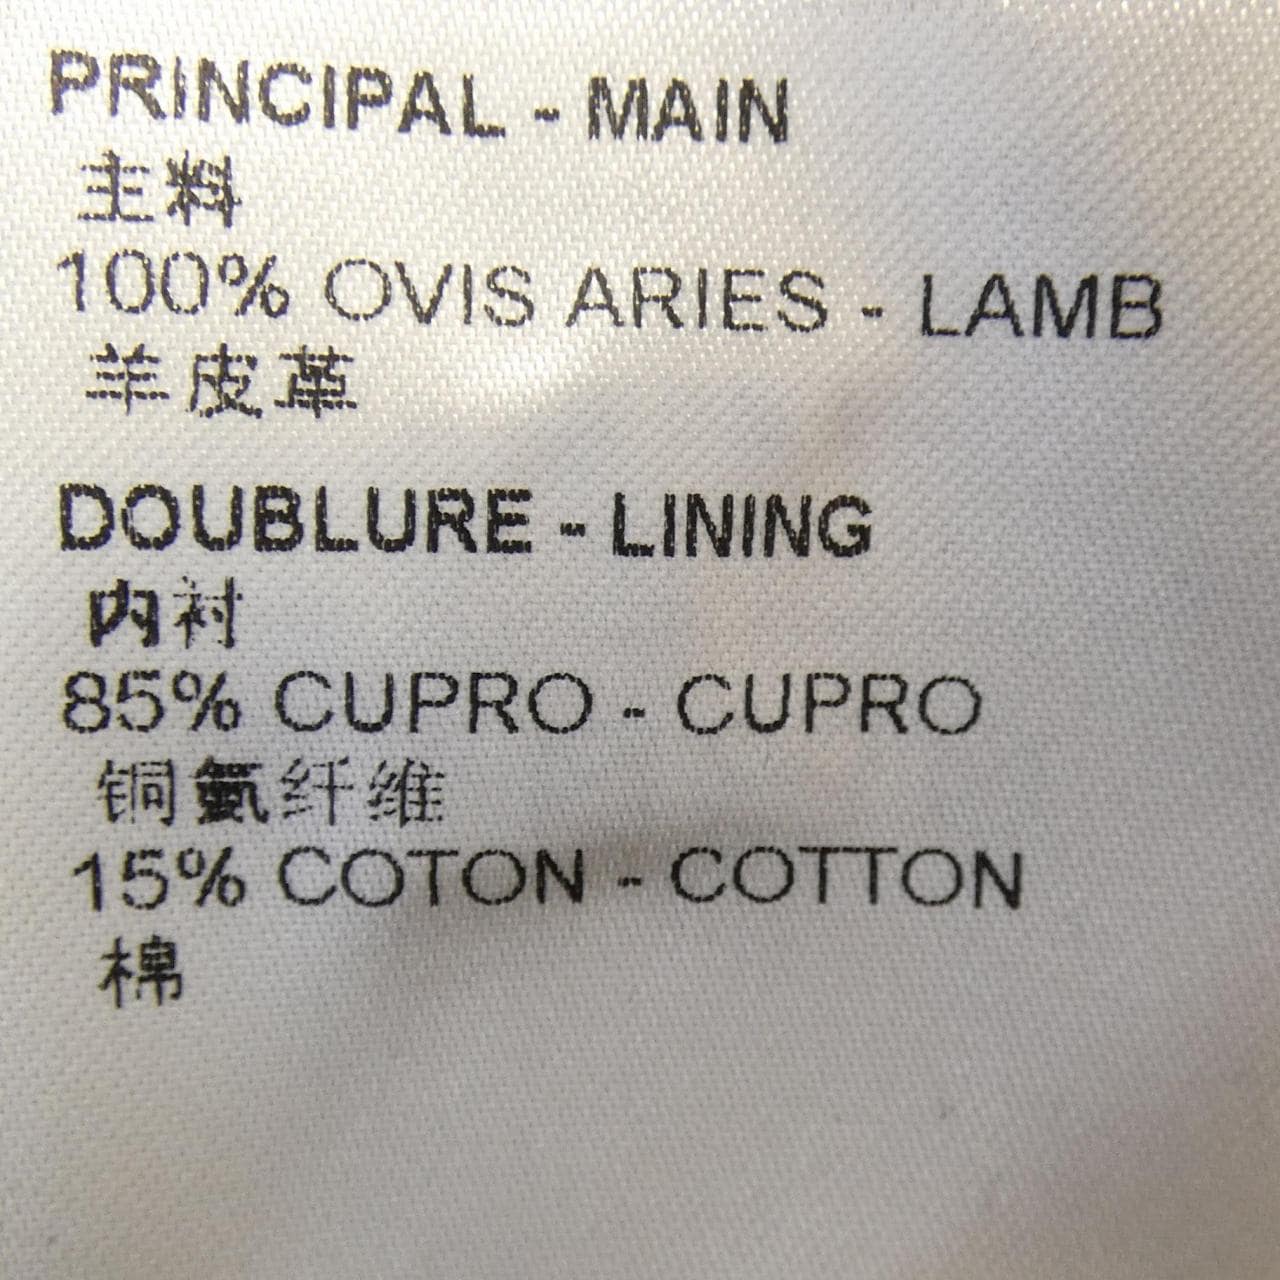 PRINCIPAL - MAIN
主料
100% OVIS ARIES - LAMB
羊皮革
DOUBLURE - LINING
内衬
85% CUPRO - CUPRO
铜氨纤维
15% COTON - COTTON
棉